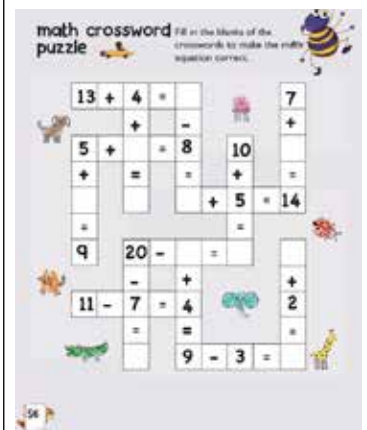 math crossword
puzzle
Fill in the blanks of the
crosswords to make the math
equation correct.
13 + 4 =
7
+ - +
5 + = 8 10
+ = = + =
+ 5 = 14
= =
9 20 - =
- + +
11 - 7 = 4 2
= = =
9 - 3 =
56